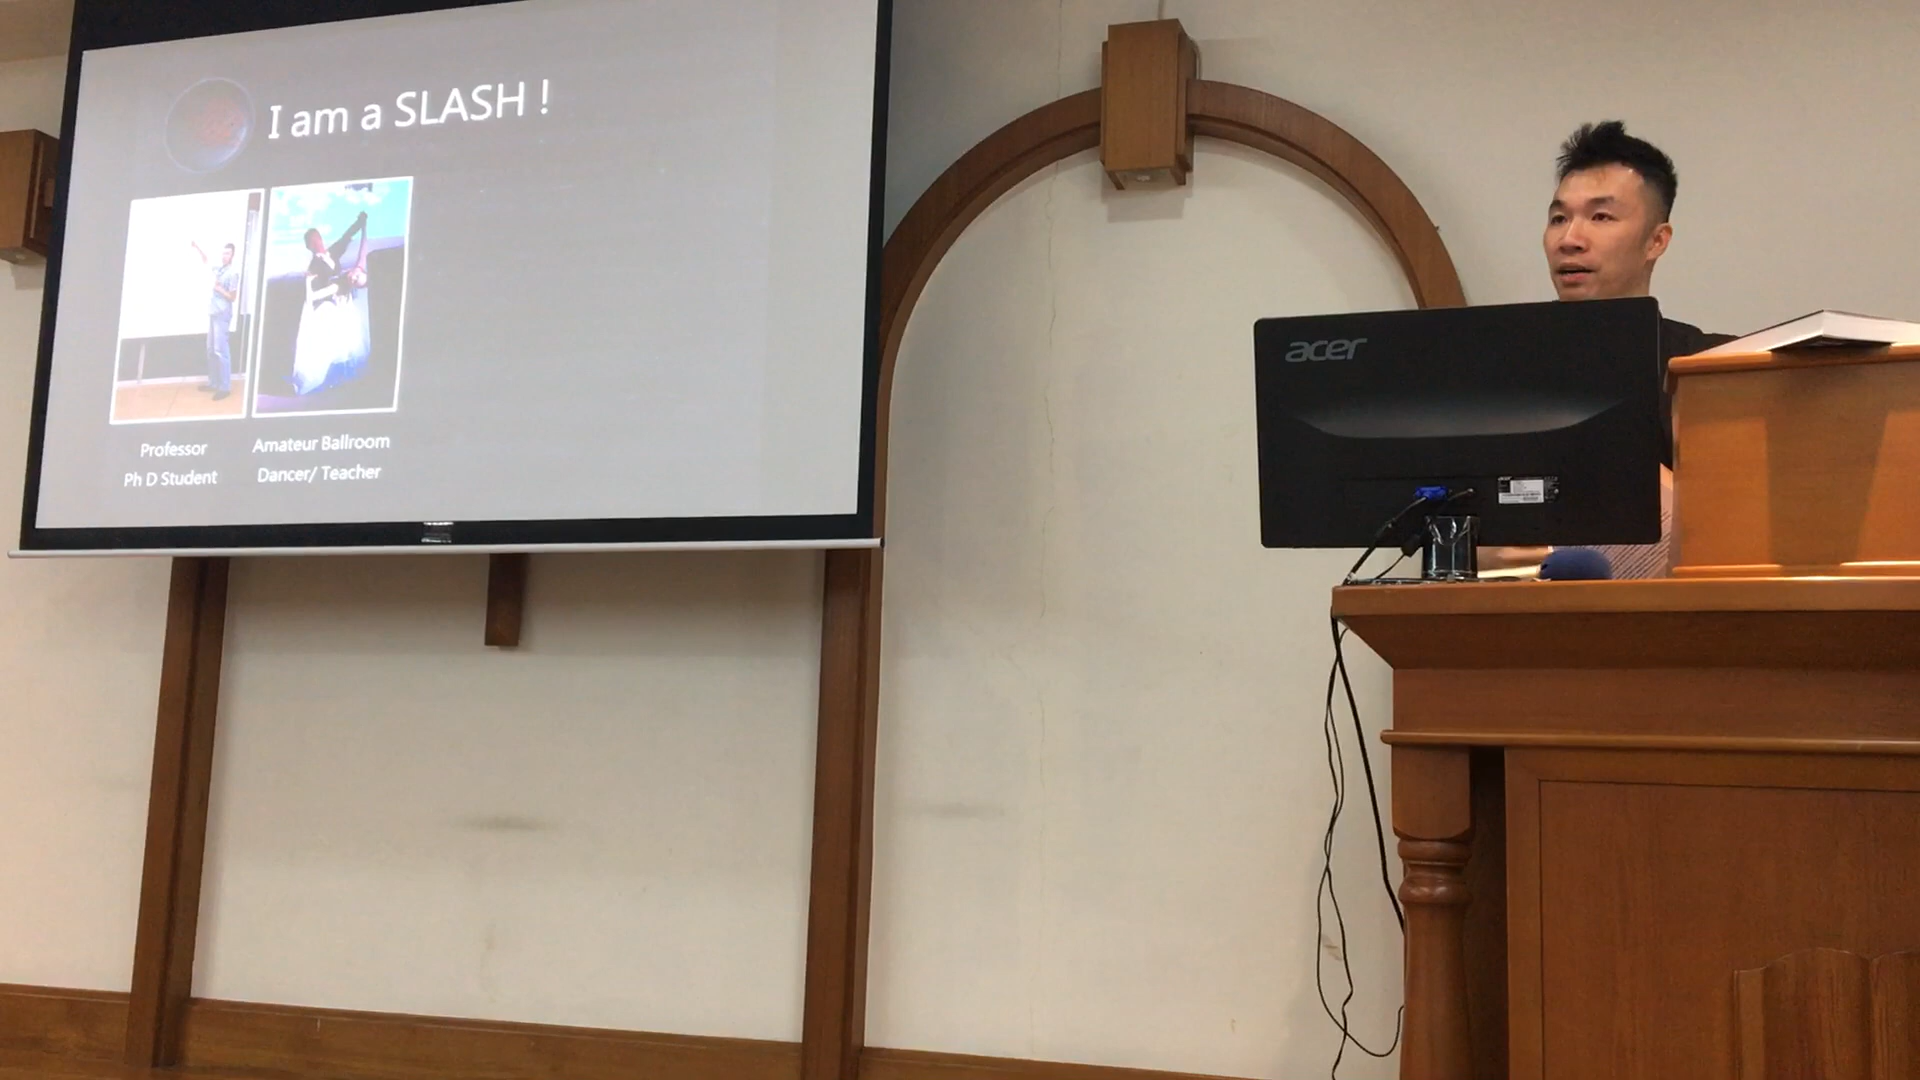 I am a SLASH !
Professor
Ph D Student
Amateur Ballroom
Dancer/ Teacher
acer